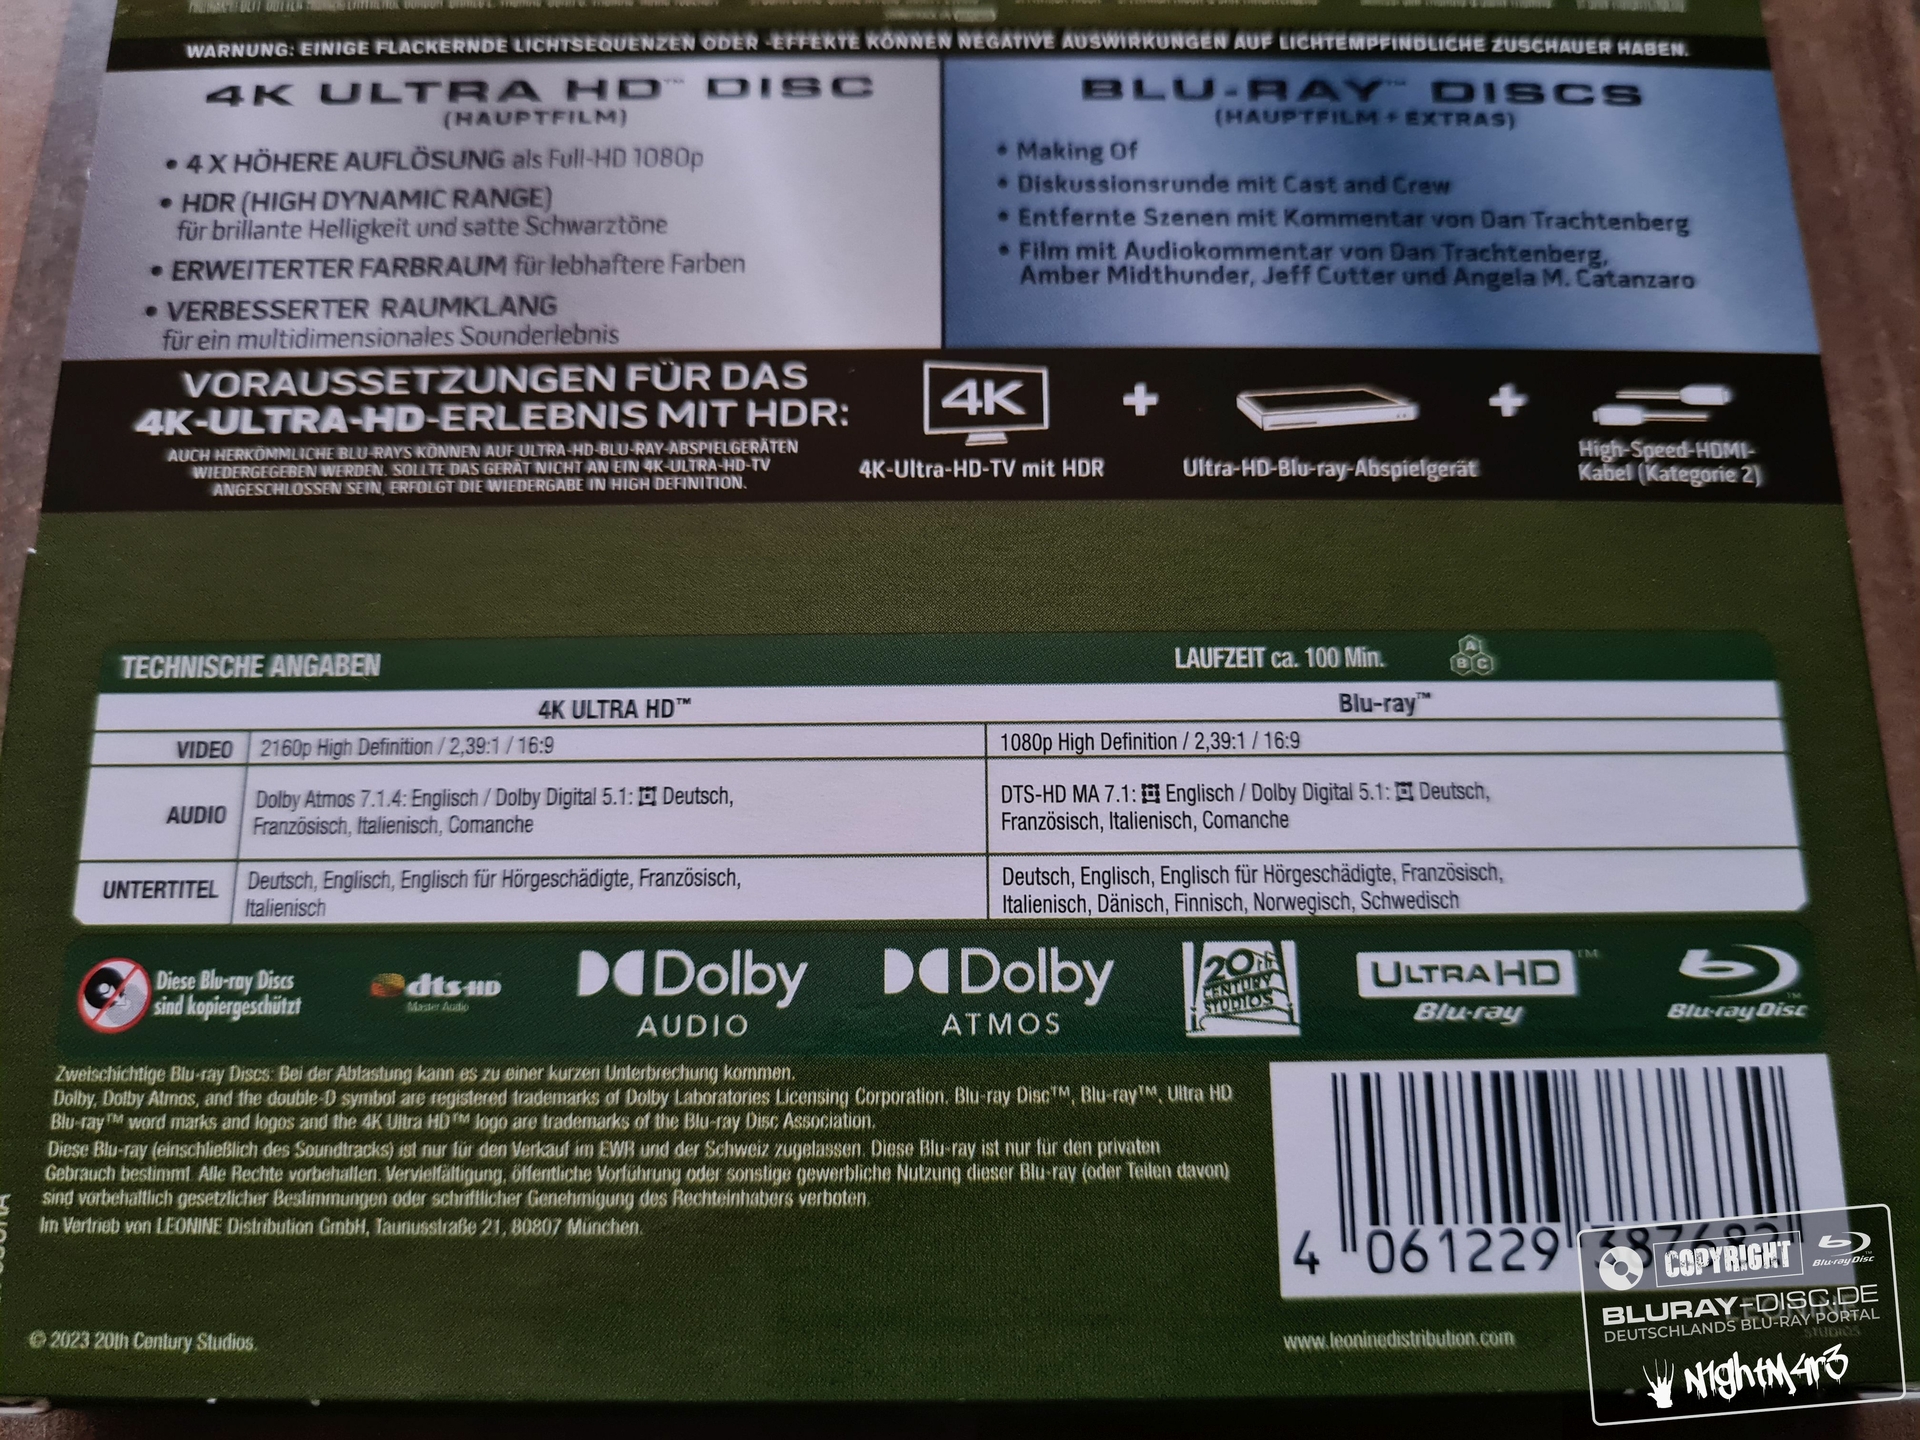 WARNUNG: EINIGE FLACKERNDE LICHTSEQUENZEN ODER -EFFEKTE KÖNNEN NEGATIVE AUSWIRKUNGEN AUF LICHTEMPFINDLICHE ZUSCHAUER HABEN.
4K ULTRA HD™ DISC
(HAUPTFILM)
• 4 X HÖHERE AUFLÖSUNG als Full-HD 1080p
• HDR (HIGH DYNAMIC RANGE)
für brillante Helligkeit und satte Schwarztöne
• ERWEITERTER FARBRAUM für lebhaftere Farben
• VERBESSERTER RAUMKLANG
für ein multidimensionales Sounderlebnis
BLU-RAY™ DISCS
(HAUPTFILM + EXTRAS)
• Making Of
• Diskussionsrunde mit Cast and Crew
• Entfernte Szenen mit Kommentar von Dan Trachtenberg
• Film mit Audiokommentar von Dan Trachtenberg,
Amber Midthunder, Jeff Cutter und Angela M. Catanzaro
VORAUSSETZUNGEN FÜR DAS
4K-ULTRA-HD-ERLEBNIS MIT HDR:
AUCH HERKÖMMLICHE BLU-RAYS KÖNNEN AUF ULTRA-HD-BLU-RAY-ABSPIELGERÄTEN
WIEDERGEGEBEN WERDEN. SOLLTE DAS GERÄT NICHT AN EIN 4K-ULTRA-HD-TV
ANGESCHLOSSEN SEIN, ERFOLGT DIE WIEDERGABE IN HIGH DEFINITION.
4K
4K-Ultra-HD-TV mit HDR
+
Ultra-HD-Blu-ray-Abspielgerät
+
High-Speed-HDMI-
Kabel (Kategorie 2)
TECHNISCHE ANGABEN
LAUFZEIT ca. 100 Min.
A
B C
4K ULTRA HD™
Blu-ray™
VIDEO
2160p High Definition / 2,39:1 / 16:9
1080p High Definition / 2,39:1 / 16:9
AUDIO
Dolby Atmos 7.1.4: Englisch / Dolby Digital 5.1: Deutsch,
Französisch, Italienisch, Comanche
DTS-HD MA 7.1: Englisch / Dolby Digital 5.1: Deutsch,
Französisch, Italienisch, Comanche
UNTERTITEL
Deutsch, Englisch, Englisch für Hörgeschädigte, Französisch,
Italienisch
Deutsch, Englisch, Englisch für Hörgeschädigte, Französisch,
Italienisch, Dänisch, Finnisch, Norwegisch, Schwedisch
Diese Blu-ray Discs
sind kopiergeschützt
dts-HD
Master Audio
Dolby
AUDIO
Dolby
ATMOS
20TH
CENTURY
STUDIOS
ULTRA HD™
Blu-ray
Blu-ray Disc™
Zweischichtige Blu-ray Discs: Bei der Abtastung kann es zu einer kurzen Unterbrechung kommen.
Dolby, Dolby Atmos, and the double-D symbol are registered trademarks of Dolby Laboratories Licensing Corporation. Blu-ray Disc™, Blu-ray™, Ultra HD
Blu-ray™ word marks and logos and the 4K Ultra HD™ logo are trademarks of the Blu-ray Disc Association.
Diese Blu-ray (einschließlich des Soundtracks) ist nur für den Verkauf im EWR und der Schweiz zugelassen. Diese Blu-ray ist nur für den privaten
Gebrauch bestimmt. Alle Rechte vorbehalten. Vervielfältigung, öffentliche Vorführung oder sonstige gewerbliche Nutzung dieser Blu-ray (oder Teilen davon)
sind vorbehaltlich gesetzlicher Bestimmungen oder schriftlicher Genehmigung des Rechteinhabers verboten.
Im Vertrieb von LEONINE Distribution GmbH, Taunusstraße 21, 80807 München.
4 061229 387682
© 2023 20th Century Studios.
www.leoninedistribution.com
LEONINE
STUDIOS
COPYRIGHT
Blu-ray Disc
BLURAY-DISC.DE
DEUTSCHLANDS BLU-RAY PORTAL
N1ghtM4r3